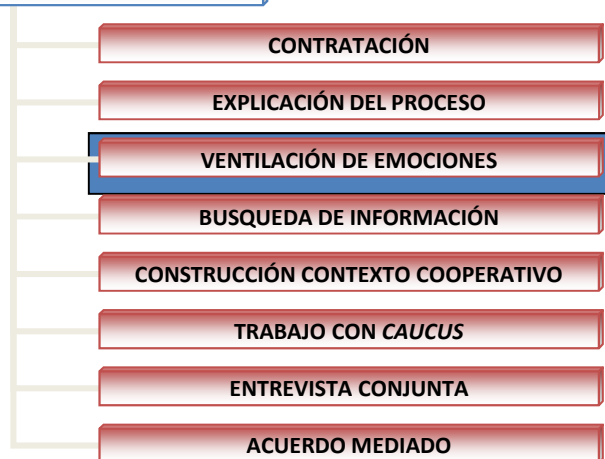 CONTRATACIÓN
EXPLICACIÓN DEL PROCESO
VENTILACIÓN DE EMOCIONES
BUSQUEDA DE INFORMACIÓN
CONSTRUCCIÓN CONTEXTO COOPERATIVO
TRABAJO CON CAUCUS
ENTREVISTA CONJUNTA
ACUERDO MEDIADO